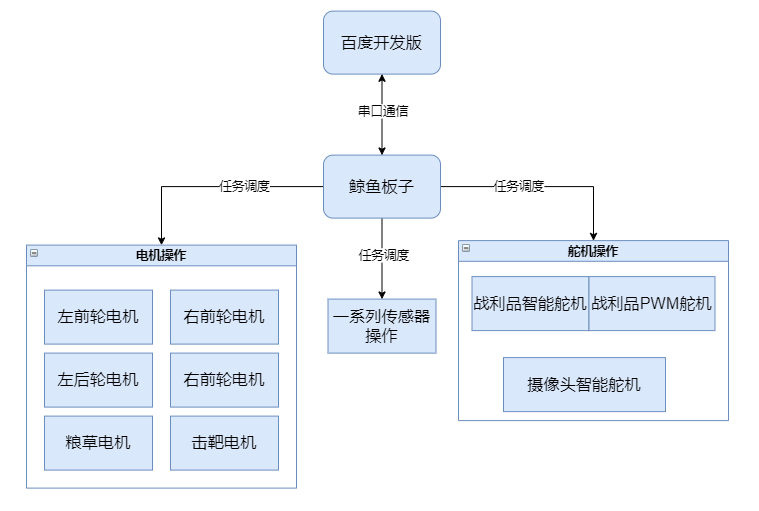 百度开发版
串口通信
鲸鱼板子
任务调度
任务调度
任务调度
电机操作
左前轮电机
右前轮电机
左后轮电机
右前轮电机
粮草电机
击靶电机
一系列传感器
操作
舵机操作
战利品智能舵机
战利品PWM舵机
摄像头智能舵机